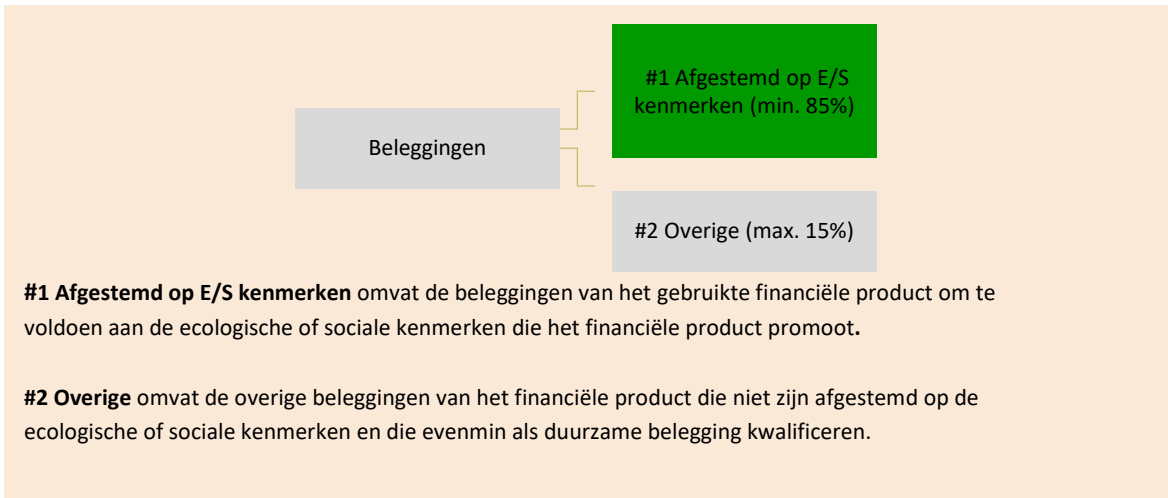 #1 Afgestemd op E/S
kenmerken (min. 85%)
Beleggingen
#2 Overige (max. 15%)
#1 Afgestemd op E/S kenmerken omvat de beleggingen van het gebruikte financiële product om te
voldoen aan de ecologische of sociale kenmerken die het financiële product promoot.
#2 Overige omvat de overige beleggingen van het financiële product die niet zijn afgestemd op de
ecologische of sociale kenmerken en die evenmin als duurzame belegging kwalificeren.